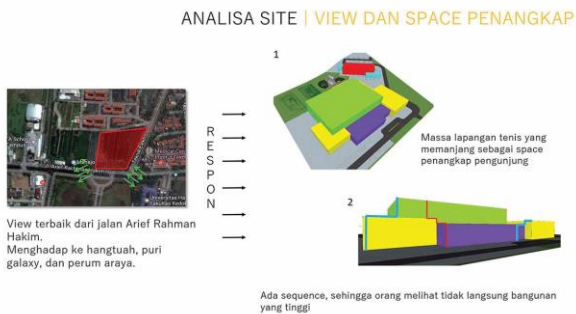 ANALISA SITE | VIEW DAN SPACE PENANGKAP
1
RESPON
Massa lapangan tenis yang
memanjang sebagai space
penangkap pengunjung
2
View terbaik dari jalan Arief Rahman
Hakim.
Menghadap ke hangtuah, puri
galaxy, dan perum araya.
Ada sequence, sehingga orang melihat tidak langsung bangunan
yang tinggi